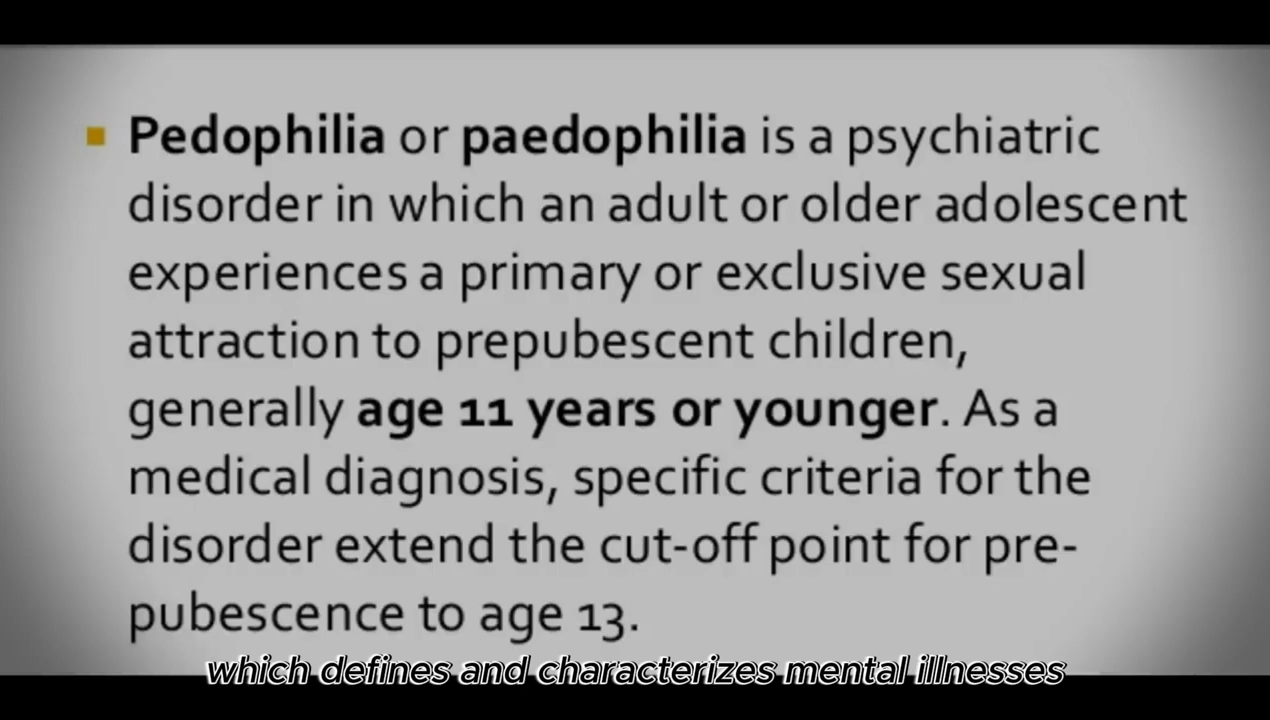 Pedophilia or paedophilia is a psychiatric
disorder in which an adult or older adolescent
experiences a primary or exclusive sexual
attraction to prepubescent children,
generally age 11 years or younger. As a
medical diagnosis, specific criteria for the
disorder extend the cut-off point for pre-
pubescence to age 13.
which defines and characterizes mental illnesses